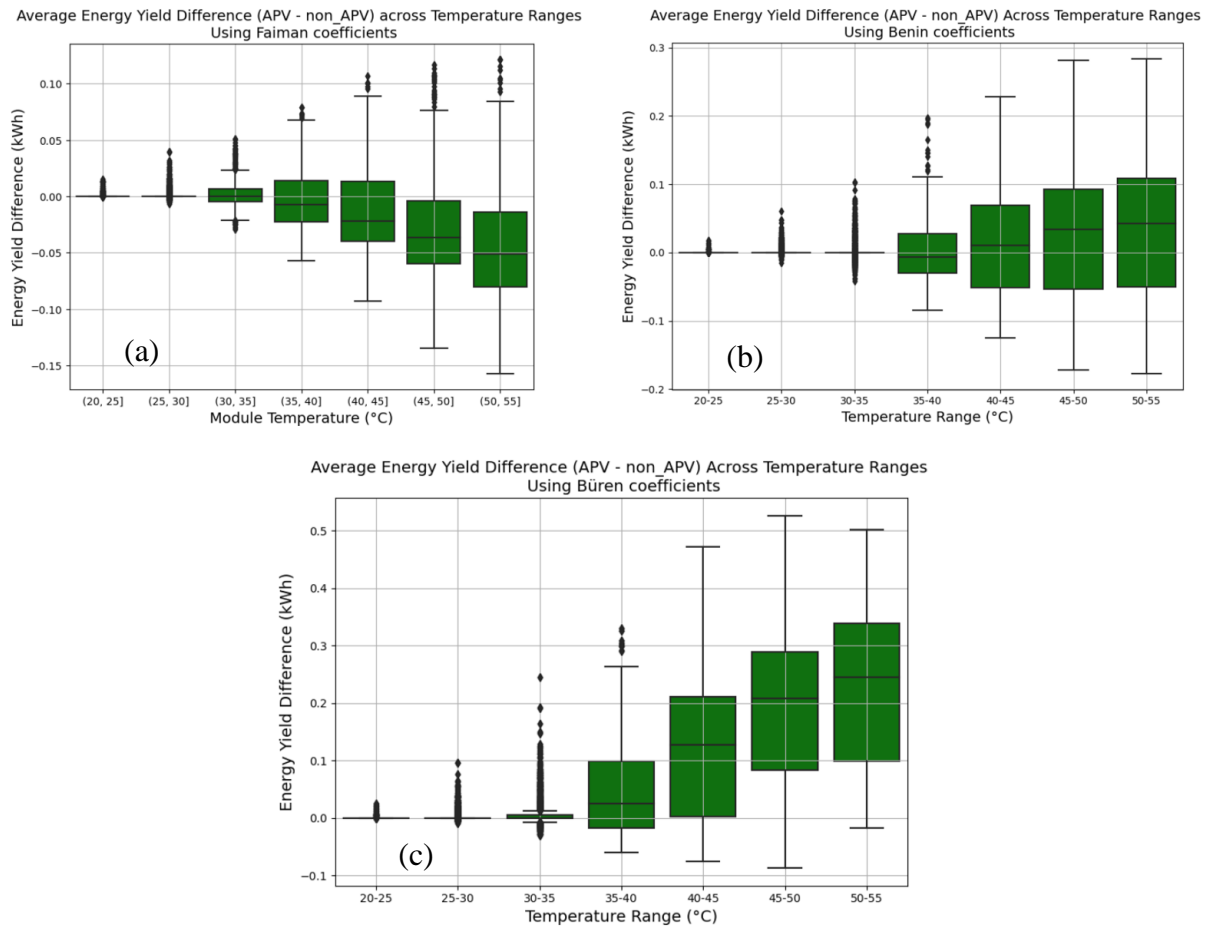 Average Energy Yield Difference (APV - non_APV) across Temperature Ranges
Using Faiman coefficients
Energy Yield Difference (kWh)
0.10
0.05
0.00
−0.05
−0.10
−0.15
(a)
(20, 25]
(25, 30]
(30, 35]
(35, 40]
(40, 45]
(45, 50]
(50, 55]
Module Temperature (°C)
Average Energy Yield Difference (APV - non_APV) Across Temperature Ranges
Using Benin coefficients
Energy Yield Difference (kWh)
0.3
0.2
0.1
0.0
−0.1
−0.2
(b)
20-25
25-30
30-35
35-40
40-45
45-50
50-55
Temperature Range (°C)
Average Energy Yield Difference (APV - non_APV) Across Temperature Ranges
Using Büren coefficients
Energy Yield Difference (kWh)
0.5
0.4
0.3
0.2
0.1
0.0
−0.1
(c)
20-25
25-30
30-35
35-40
40-45
45-50
50-55
Temperature Range (°C)